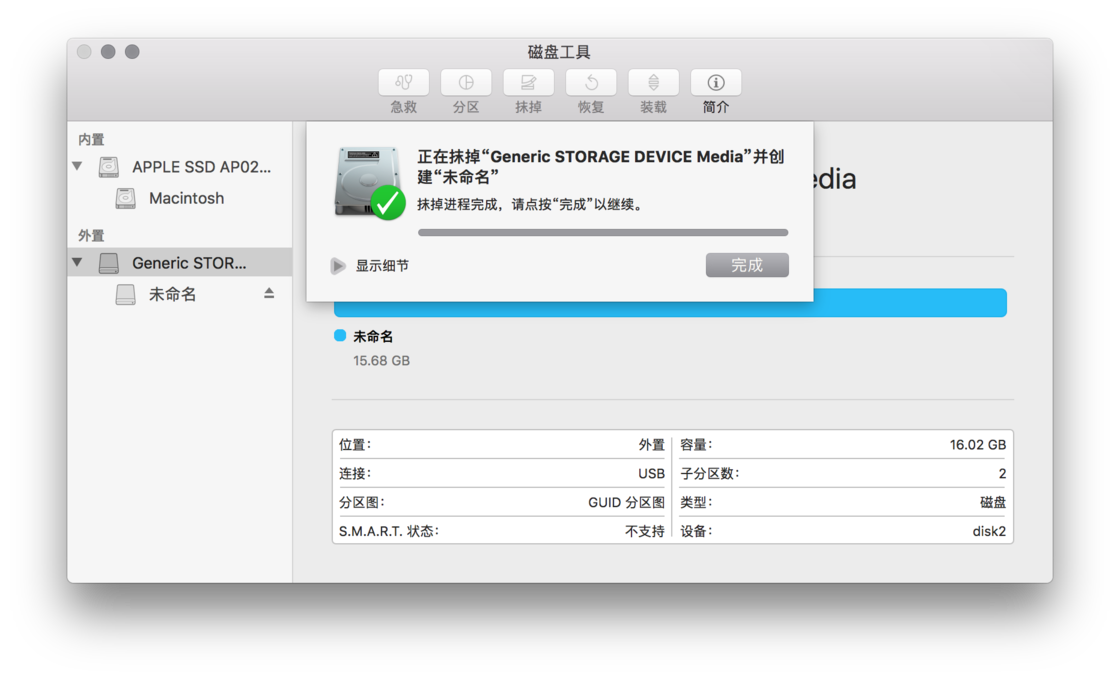 磁盘工具
急救 分区 抹掉 恢复 装载 简介
内置
APPLE SSD AP02...
Macintosh
外置
Generic STOR...
未命名
正在抹掉“Generic STORAGE DEVICE Media”并创
建“未命名”
抹掉进程完成，请点按“完成”以继续。
显示细节
完成
edia
未命名
15.68 GB
位置： 外置 容量： 16.02 GB
连接： USB 子分区数： 2
分区图： GUID 分区图 类型： 磁盘
S.M.A.R.T. 状态： 不支持 设备： disk2